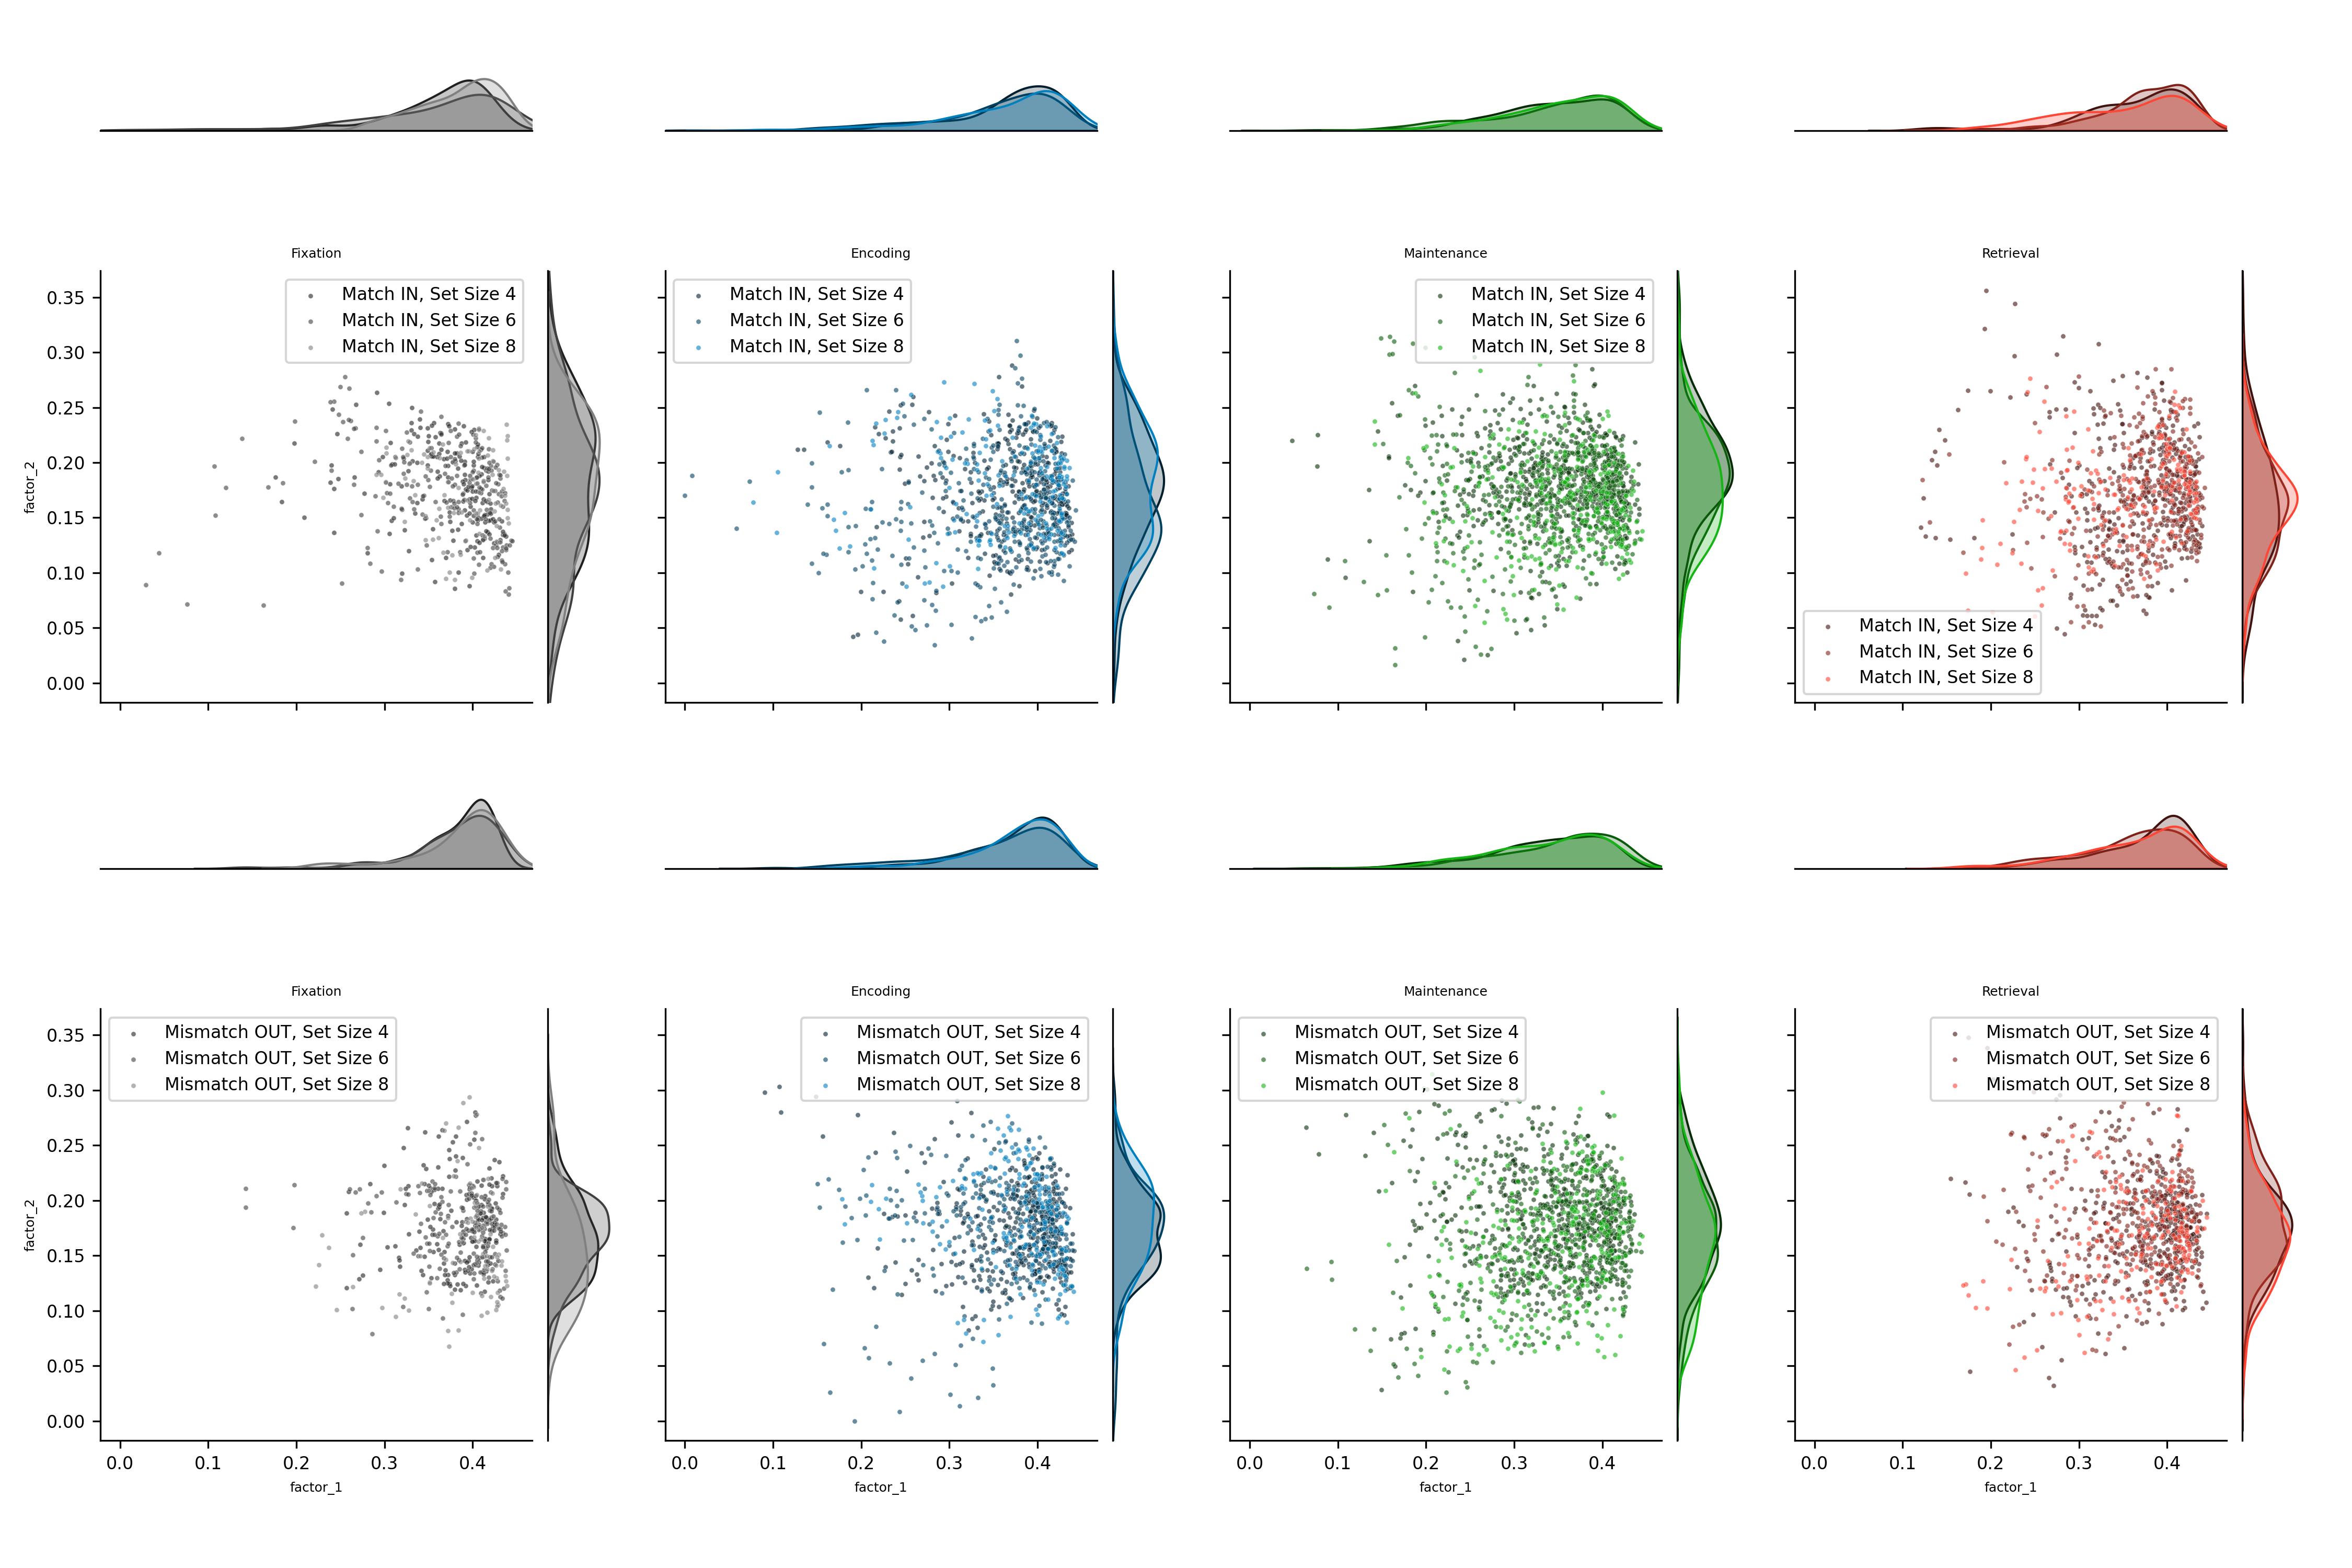 Fixation
Encoding
Maintenance
Retrieval
factor_2
0.35
0.30
0.25
0.20
0.15
0.10
0.05
0.00
Match IN, Set Size 4
Match IN, Set Size 6
Match IN, Set Size 8
Match IN, Set Size 4
Match IN, Set Size 6
Match IN, Set Size 8
Match IN, Set Size 4
Match IN, Set Size 6
Match IN, Set Size 8
Match IN, Set Size 4
Match IN, Set Size 6
Match IN, Set Size 8
Fixation
Encoding
Maintenance
Retrieval
factor_2
0.35
0.30
0.25
0.20
0.15
0.10
0.05
0.00
Mismatch OUT, Set Size 4
Mismatch OUT, Set Size 6
Mismatch OUT, Set Size 8
Mismatch OUT, Set Size 4
Mismatch OUT, Set Size 6
Mismatch OUT, Set Size 8
Mismatch OUT, Set Size 4
Mismatch OUT, Set Size 6
Mismatch OUT, Set Size 8
Mismatch OUT, Set Size 4
Mismatch OUT, Set Size 6
Mismatch OUT, Set Size 8
0.0 0.1 0.2 0.3 0.4
factor_1
0.0 0.1 0.2 0.3 0.4
factor_1
0.0 0.1 0.2 0.3 0.4
factor_1
0.0 0.1 0.2 0.3 0.4
factor_1